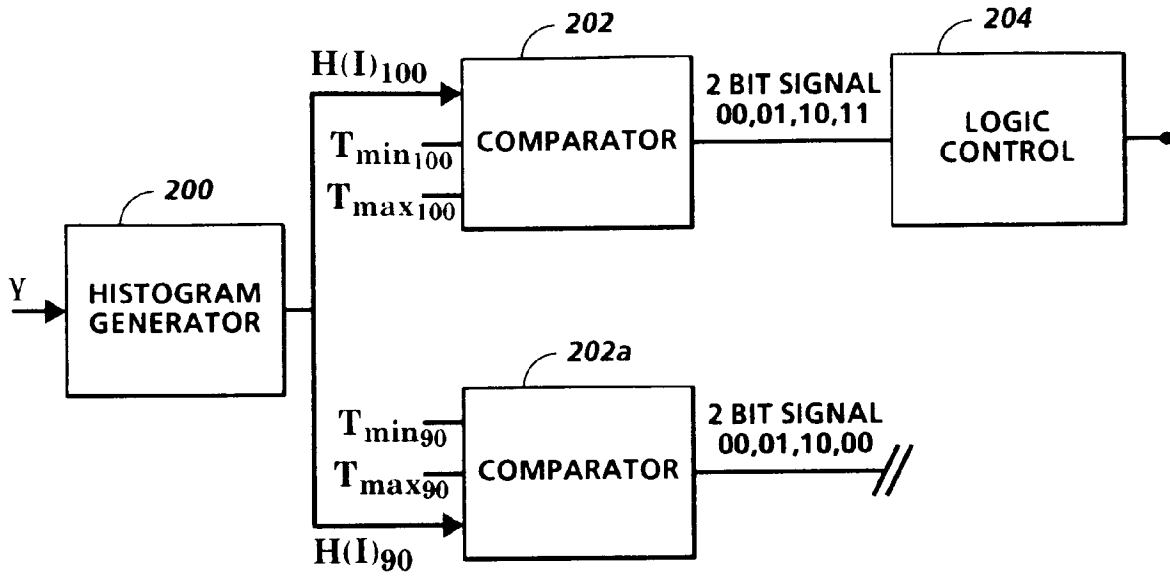 202
204
H(I)100
2 BIT SIGNAL
00,01,10,11
COMPARATOR
LOGIC
CONTROL
Tmin100
Tmax100
200
Y
HISTOGRAM
GENERATOR
202a
Tmin90
2 BIT SIGNAL
00,01,10,00
COMPARATOR
Tmax90
H(I)90